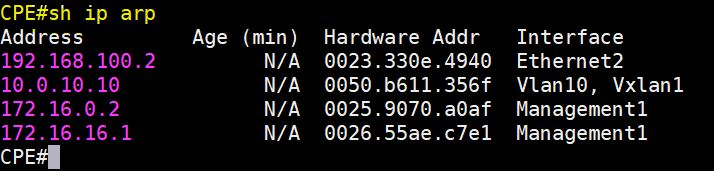 CPE#sh ip arp
Address         Age (min)  Hardware Addr   Interface
192.168.100.2         N/A  0023.330e.4940  Ethernet2
10.0.10.10            N/A  0050.b611.356f  Vlan10, Vxlan1
172.16.0.2            N/A  0025.9070.a0af  Management1
172.16.16.1           N/A  0026.55ae.c7e1  Management1
CPE#